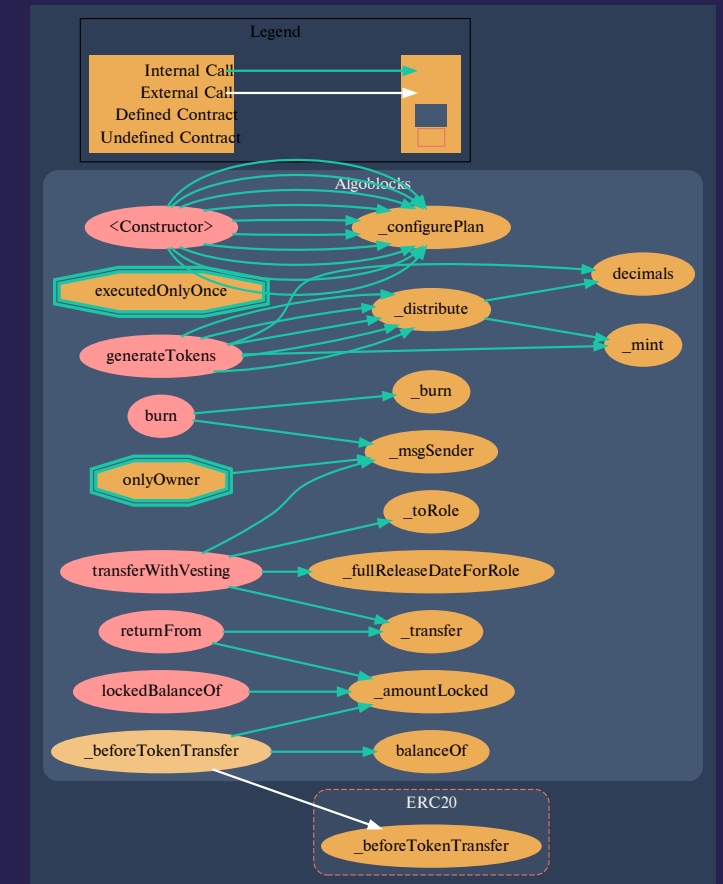 Legend
Internal Call
External Call
Defined Contract
Undefined Contract
Algoblocks
<Constructor>
_configurePlan
executedOnlyOnce
decimals
_distribute
generateTokens
_mint
burn
_burn
_msgSender
onlyOwner
_toRole
transferWithVesting
_fullReleaseDateForRole
returnFrom
_transfer
lockedBalanceOf
_amountLocked
_beforeTokenTransfer
balanceOf
ERC20
_beforeTokenTransfer